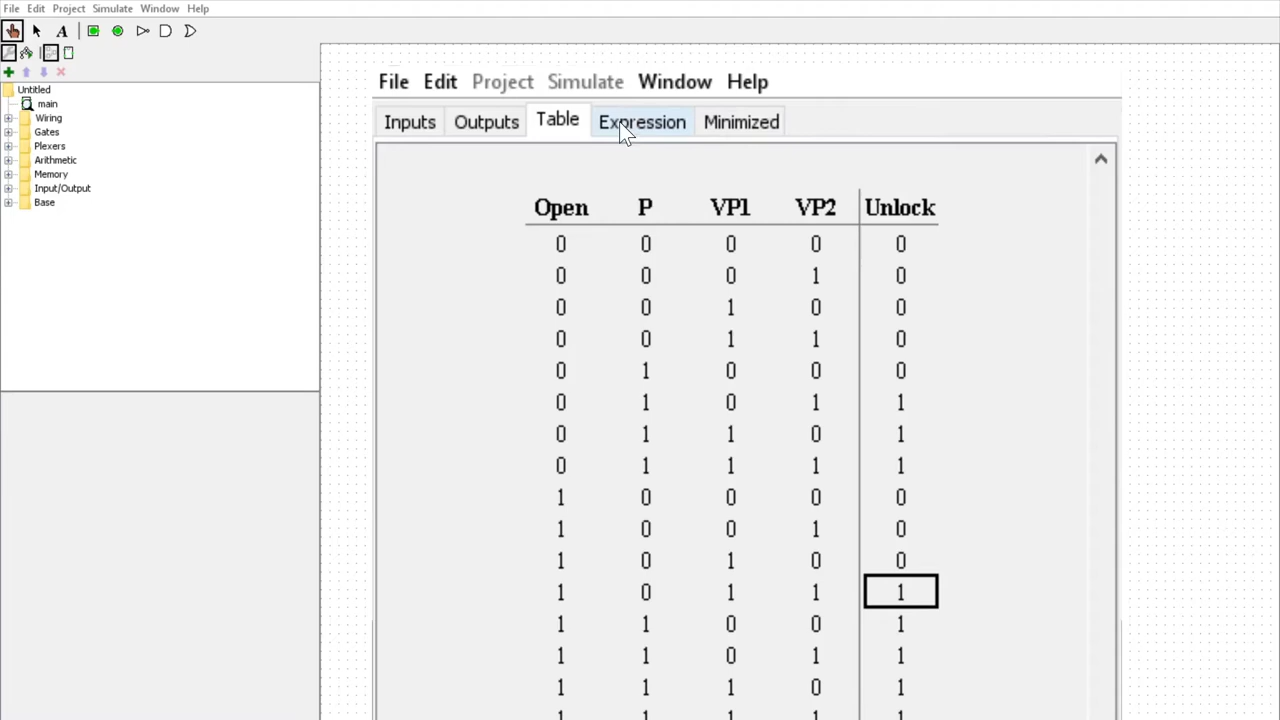 File Edit Project Simulate Window Help
A
Untitled
main
Wiring
Gates
Plexers
Arithmetic
Memory
Input/Output
Base
File Edit Project Simulate Window Help
Inputs Outputs Table Expression Minimized
Open P VP1 VP2 Unlock
0 0 0 0 0
0 0 0 1 0
0 0 1 0 0
0 0 1 1 0
0 1 0 0 0
0 1 0 1 1
0 1 1 0 1
0 1 1 1 1
1 0 0 0 0
1 0 0 1 0
1 0 1 0 0
1 0 1 1 1
1 1 0 0 1
1 1 0 1 1
1 1 1 0 1